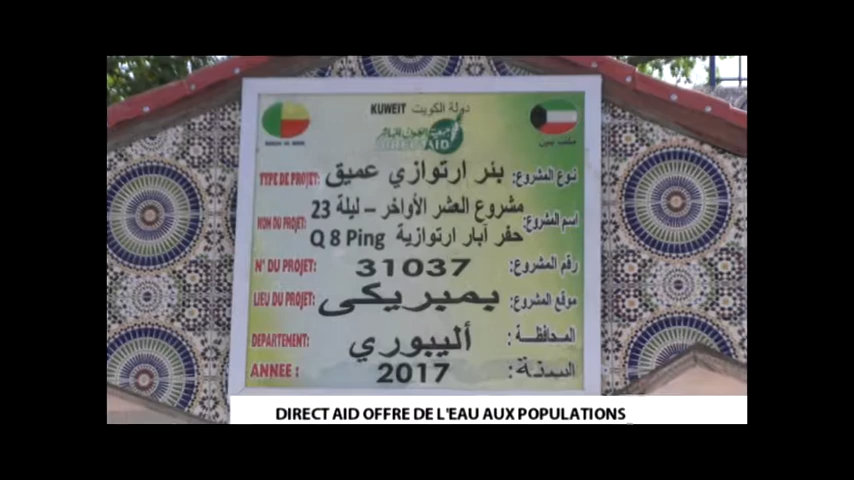 KUWEIT دولة الكويت
DIRECT AID
TYPE DE PROJET: بئر ارتوازي عميق نوع المشروع:
مشروع العشر الأواخر – ليلة 23
NOM DU PROJET: اسم المشروع:
حفر آبار ارتوازية Q 8 Ping
N° DU PROJET: 31037 رقم المشروع:
LIEU DU PROJET: بمبريكى موقع المشروع:
DEPARTEMENT: أليبوري المحافظة :
ANNEE : 2017 السنة :
DIRECT AID OFFRE DE L'EAU AUX POPULATIONS